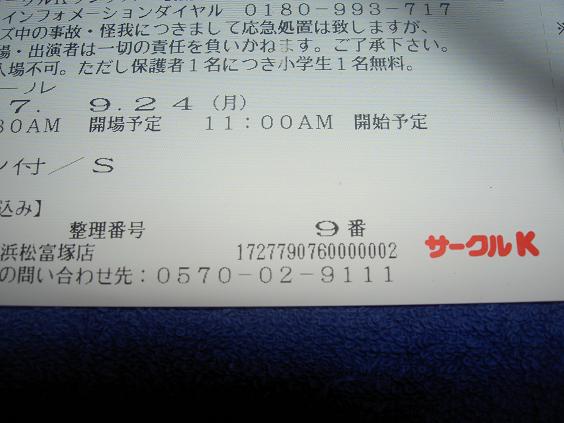 インフォメーションダイヤル 0180-993-717
ズ中の事故・怪我につきまして応急処置は致しますが、
場・出演者は一切の責任を負いかねます。ご了承下さい。
入場不可。ただし保護者1名につき小学生1名無料。
ール
7. 9.24(月)
30AM 開場予定 11:00AM 開始予定
ン付/S
込み】
整理番号 9番
浜松富塚店 1727790760000002
サークルK
の問い合わせ先:0570-02-9111